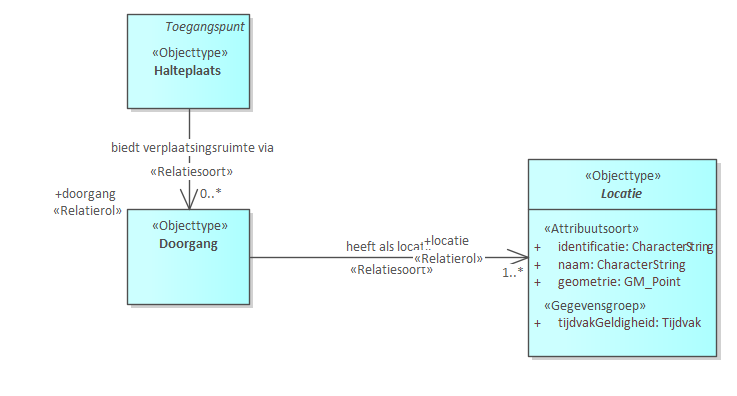 Toegangspunt
«Objecttype»
Halteplaats
biedt verplaatsingsruimte via
«Relatiesoort»
+doorgang
0..*
«Relatierol»
«Objecttype»
Doorgang
heeft als locat
+locatie
«Relatierol»
«Relatiesoort»
1..*
«Objecttype»
Locatie
«Attribuutsoort»
+ identificatie: CharacterString
+ naam: CharacterString
+ geometrie: GM_Point
«Gegevensgroep»
+ tijdvakGeldigheid: Tijdvak